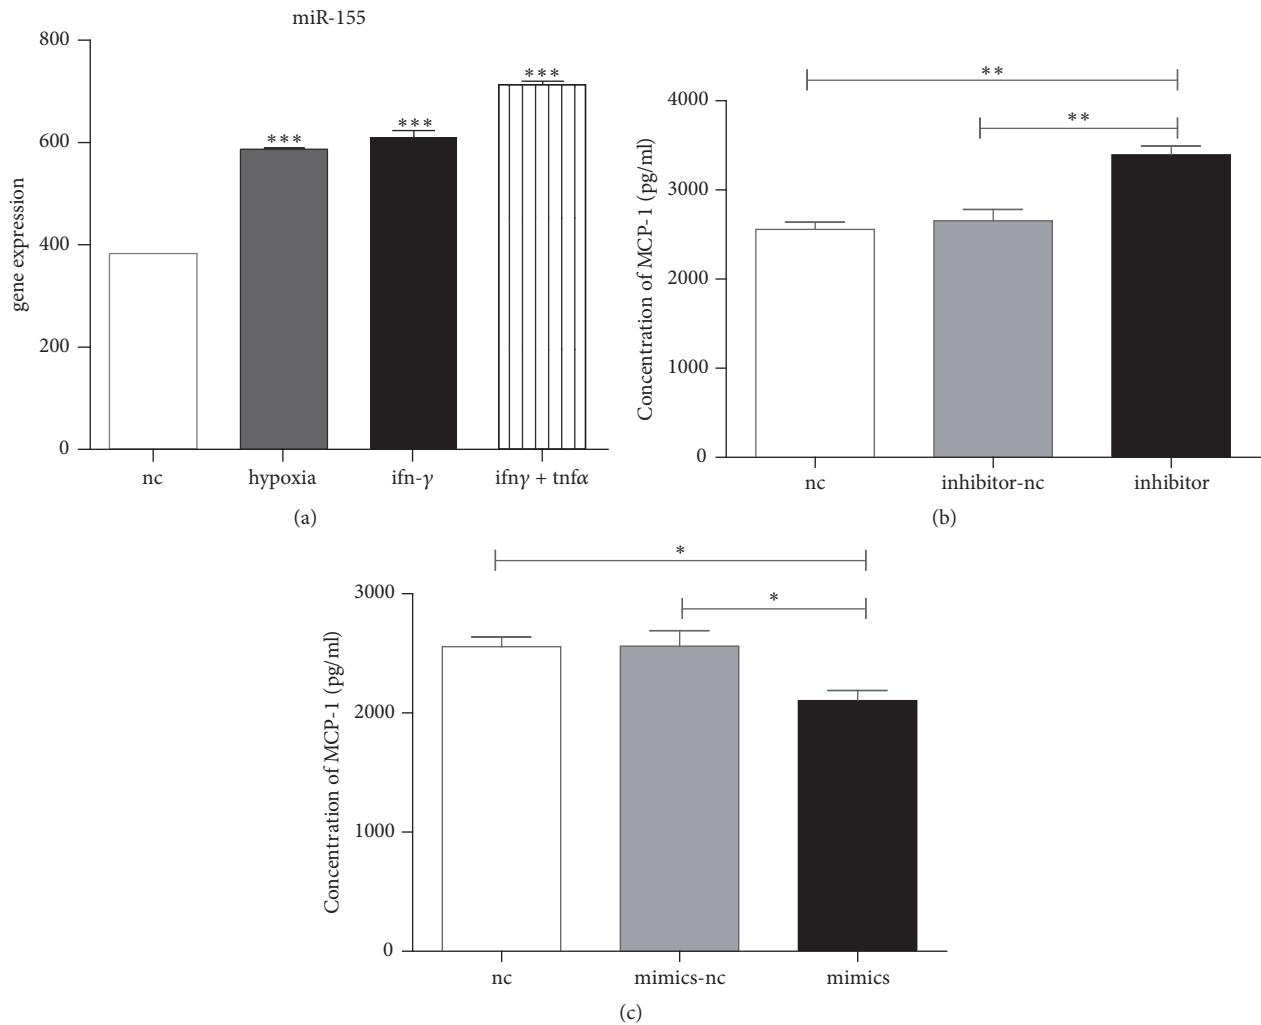 miR-155
800
600
400
200
0
gene expression
***
***
***
nc hypoxia ifn-γ ifnγ + tnfα
(a)
**
**
4000
3000
2000
1000
0
Concentration of MCP-1 (pg/ml)
nc inhibitor-nc inhibitor
(b)
*
*
3000
2000
1000
0
Concentration of MCP-1 (pg/ml)
nc mimics-nc mimics
(c)